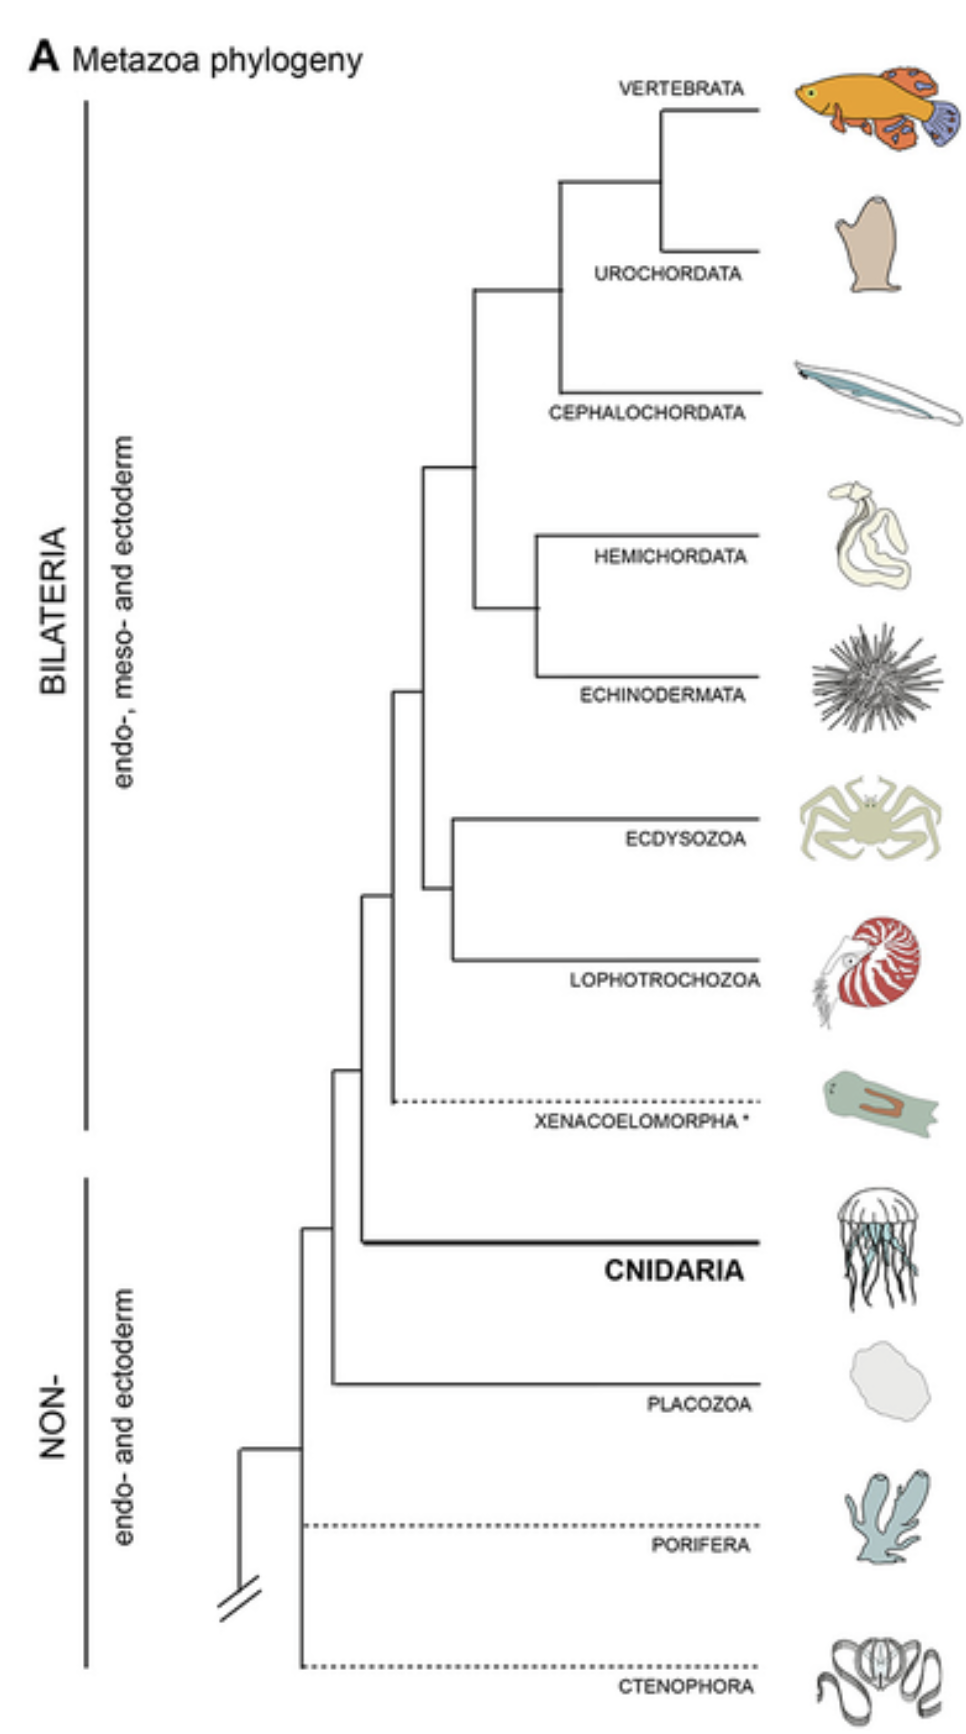 A Metazoa phylogeny
VERTEBRATA
UROCHORDATA
CEPHALOCHORDATA
HEMICHORDATA
ECHINODERMATA
ECDYSOZOA
LOPHOTROCHOZOA
XENACOELOMORPHA *
CNIDARIA
PLACOZOA
PORIFERA
CTENOPHORA
BILATERIA
endo-, meso- and ectoderm
NON-
endo- and ectoderm